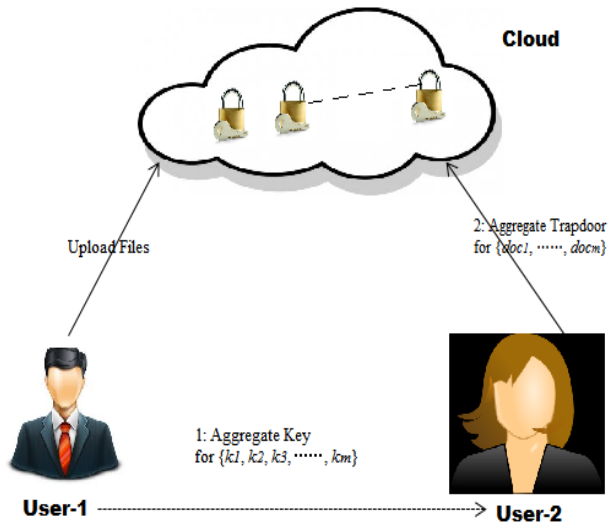 Cloud
Upload Files
2: Aggregate Trapdoor
for {doc1, ······, docm}
1: Aggregate Key
for {k1, k2, k3, ······, km}
User-1
User-2